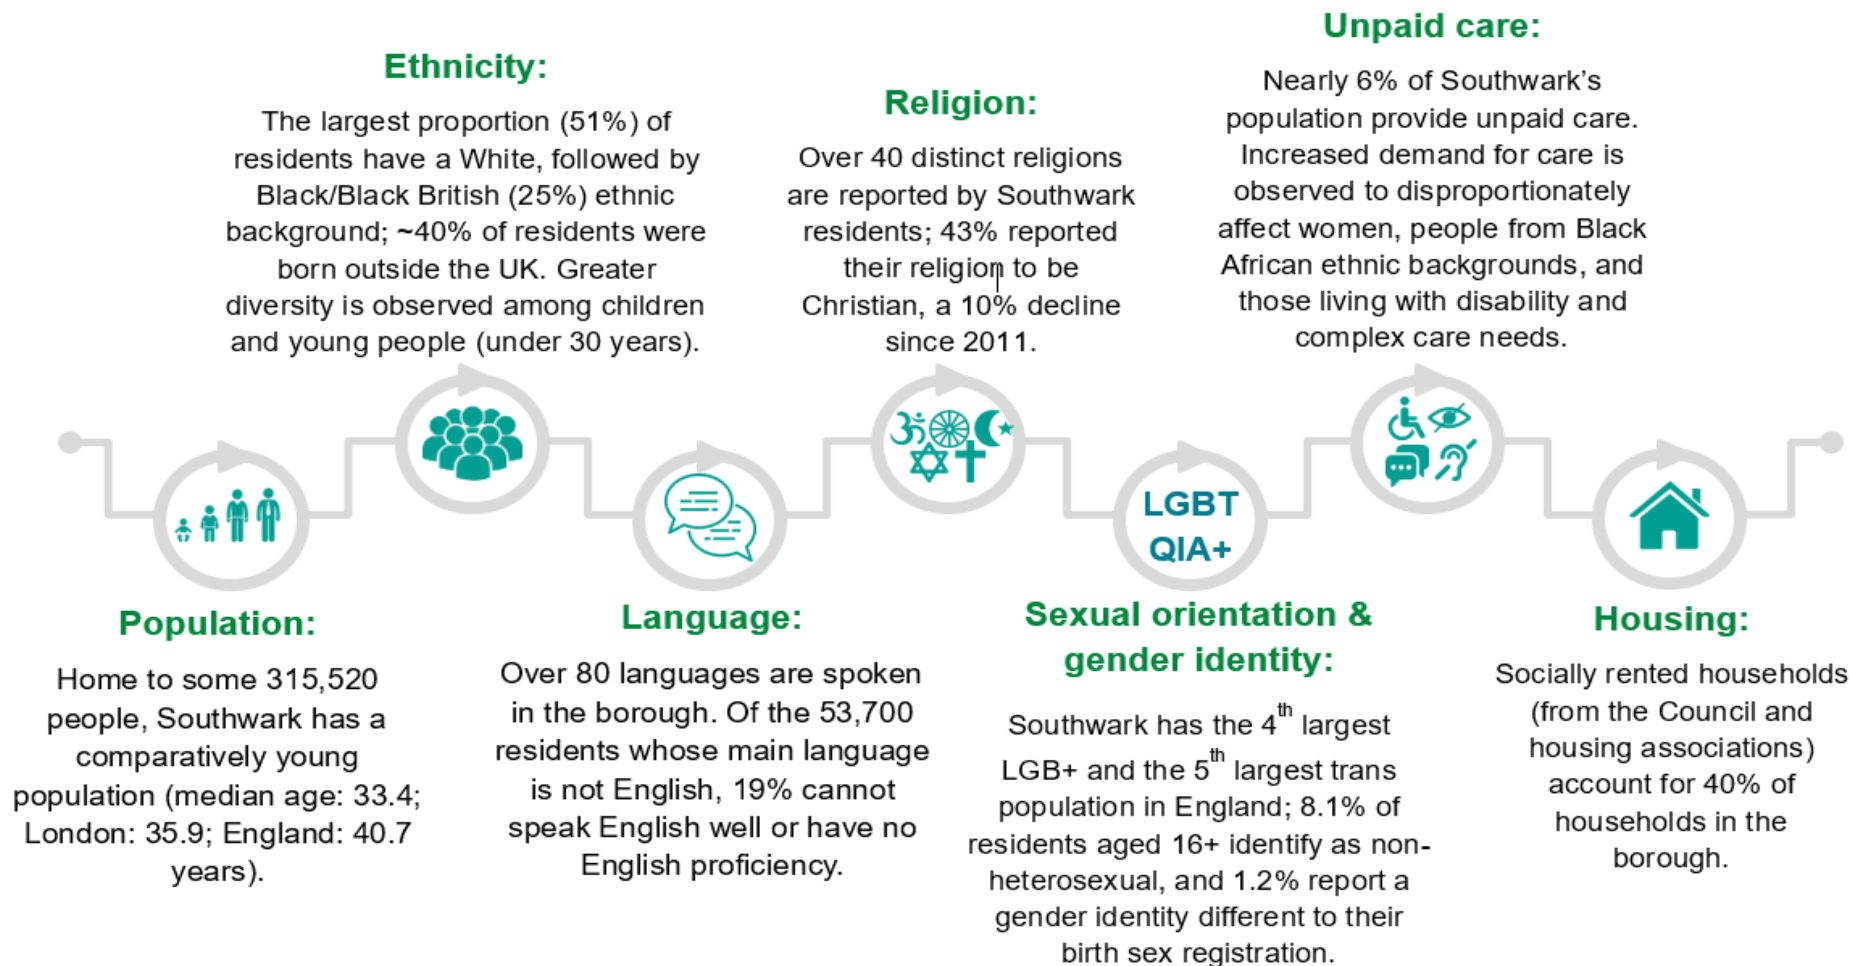 Population:
Home to some 315,520
people, Southwark has a
comparatively young
population (median age: 33.4;
London: 35.9; England: 40.7
years).
Ethnicity:
The largest proportion (51%) of
residents have a White, followed by
Black/Black British (25%) ethnic
background; ~40% of residents were
born outside the UK. Greater
diversity is observed among children
and young people (under 30 years).
Language:
Over 80 languages are spoken
in the borough. Of the 53,700
residents whose main language
is not English, 19% cannot
speak English well or have no
English proficiency.
Religion:
Over 40 distinct religions
are reported by Southwark
residents; 43% reported
their religion to be
Christian, a 10% decline
since 2011.
LGBT
QIA+
Sexual orientation &
gender identity:
Southwark has the 4th largest
LGB+ and the 5th largest trans
population in England; 8.1% of
residents aged 16+ identify as non-
heterosexual, and 1.2% report a
gender identity different to their
birth sex registration.
Unpaid care:
Nearly 6% of Southwark’s
population provide unpaid care.
Increased demand for care is
observed to disproportionately
affect women, people from Black
African ethnic backgrounds, and
those living with disability and
complex care needs.
Housing:
Socially rented households
(from the Council and
housing associations)
account for 40% of
households in the
borough.